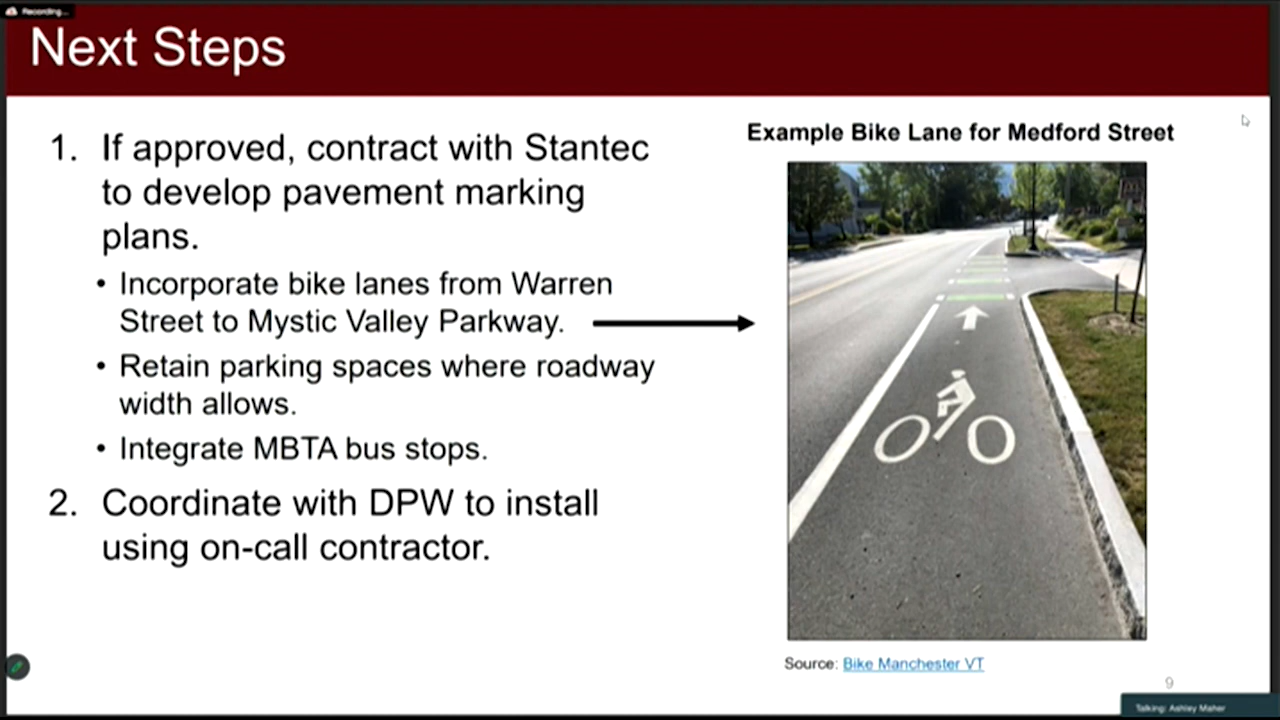 Recording...
Next Steps
1. If approved, contract with Stantec
to develop pavement marking
plans.
• Incorporate bike lanes from Warren
Street to Mystic Valley Parkway.
• Retain parking spaces where roadway
width allows.
• Integrate MBTA bus stops.
2. Coordinate with DPW to install
using on-call contractor.
Example Bike Lane for Medford Street
Source: Bike Manchester VT
9
Talking: Ashley Maher